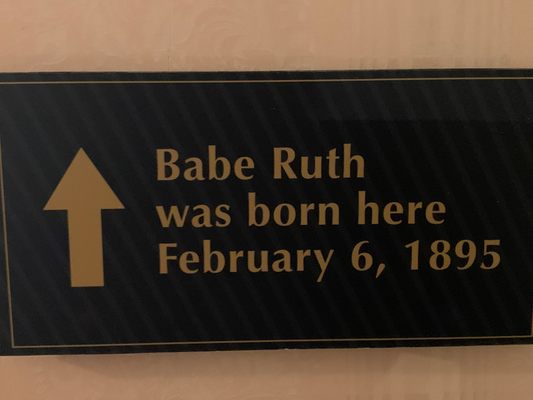 Babe Ruth
was born here
February 6, 1895